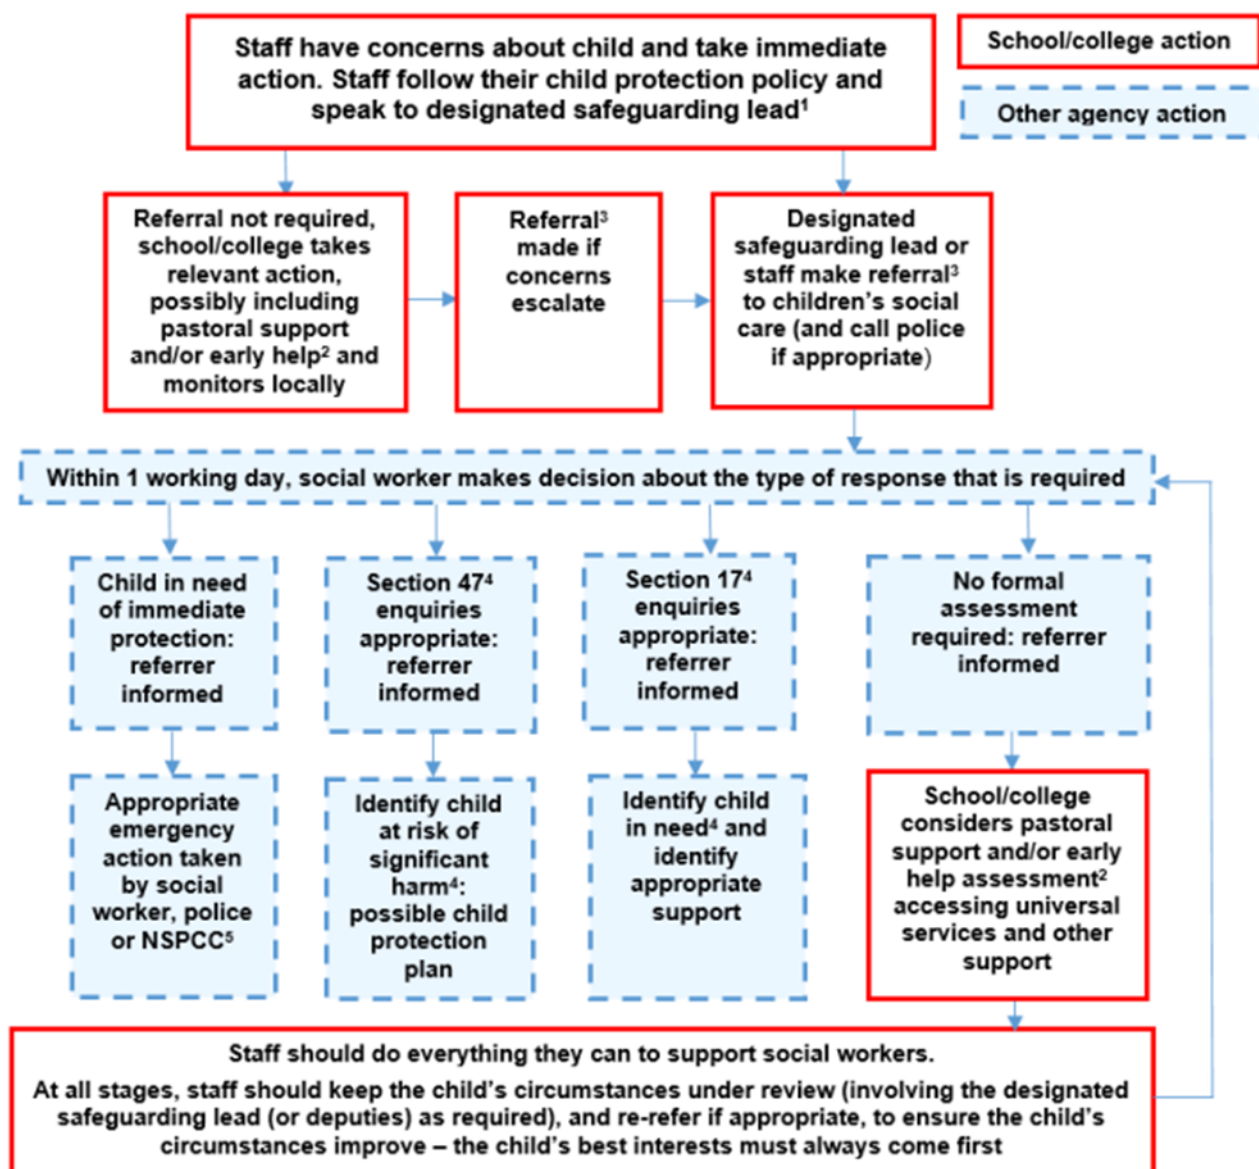 Staff have concerns about child and take immediate
action. Staff follow their child protection policy and
speak to designated safeguarding lead¹
School/college action
Other agency action
Referral not required,
school/college takes
relevant action,
possibly including
pastoral support
and/or early help² and
monitors locally
Referral³
made if
concerns
escalate
Designated
safeguarding lead or
staff make referral³
to children’s social
care (and call police
if appropriate)
Within 1 working day, social worker makes decision about the type of response that is required
Child in need
of immediate
protection:
referrer
informed
Section 47⁴
enquiries
appropriate:
referrer
informed
Section 17⁴
enquiries
appropriate:
referrer
informed
No formal
assessment
required: referrer
informed
Appropriate
emergency
action taken
by social
worker, police
or NSPCC⁵
Identify child
at risk of
significant
harm⁴:
possible child
protection
plan
Identify child
in need⁴ and
identify
appropriate
support
School/college
considers pastoral
support and/or early
help assessment²
accessing universal
services and other
support
Staff should do everything they can to support social workers.
At all stages, staff should keep the child’s circumstances under review (involving the designated
safeguarding lead (or deputies) as required), and re-refer if appropriate, to ensure the child’s
circumstances improve – the child’s best interests must always come first